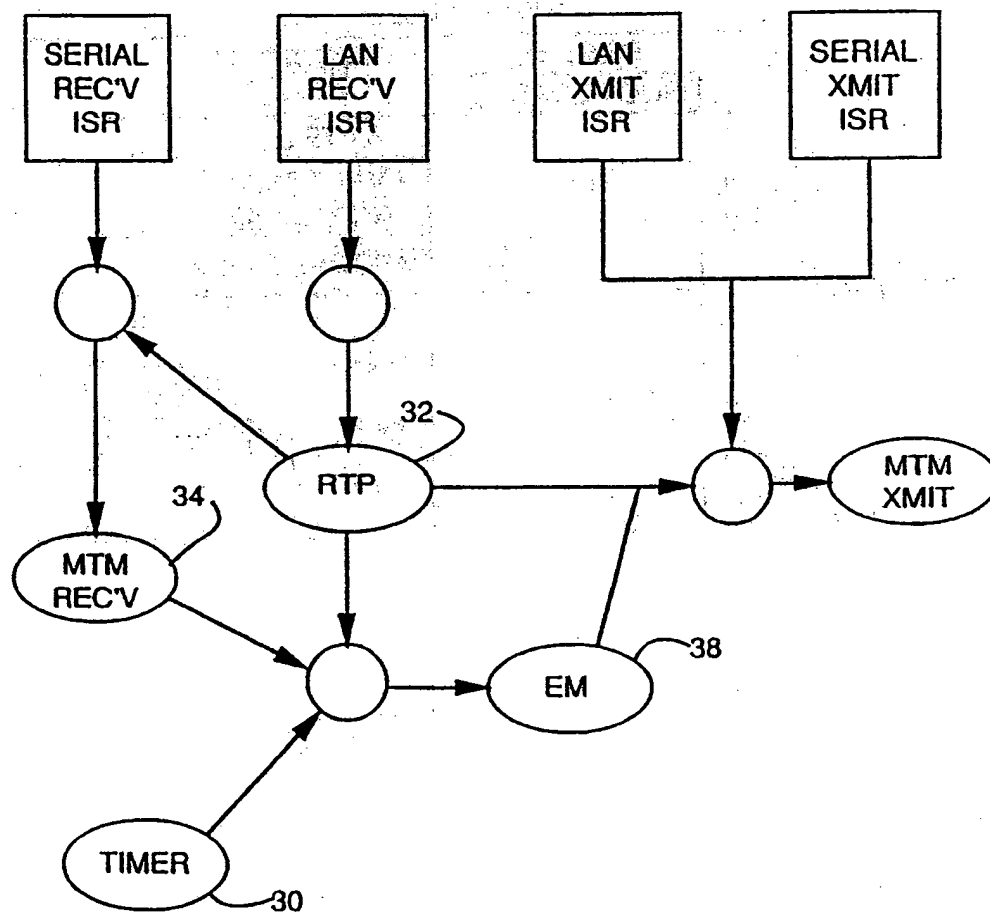 SERIAL
REC'V
ISR
LAN
REC'V
ISR
LAN
XMIT
ISR
SERIAL
XMIT
ISR
32
RTP
MTM
XMIT
34
MTM
REC'V
38
EM
TIMER
30